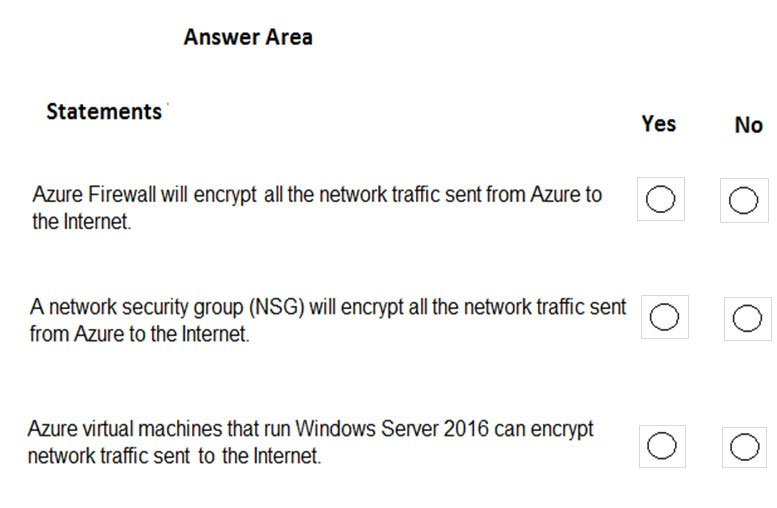 Answer Area
Statements
Yes No
Azure Firewall will encrypt all the network traffic sent from Azure to
the Internet.
A network security group (NSG) will encrypt all the network traffic sent
from Azure to the Internet.
Azure virtual machines that run Windows Server 2016 can encrypt
network traffic sent to the Internet.